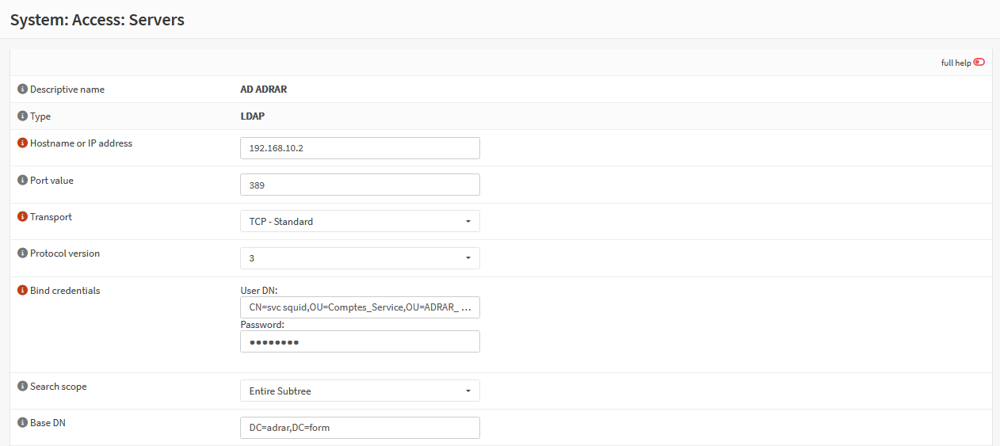 System: Access: Servers
full help
Descriptive name AD ADRAR
Type LDAP
Hostname or IP address 192.168.10.2
Port value 389
Transport TCP - Standard
Protocol version 3
Bind credentials User DN:
CN=svc squid,OU=Comptes_Service,OU=ADRAR_ ...
Password:
••••••••
Search scope Entire Subtree
Base DN DC=adrar,DC=form